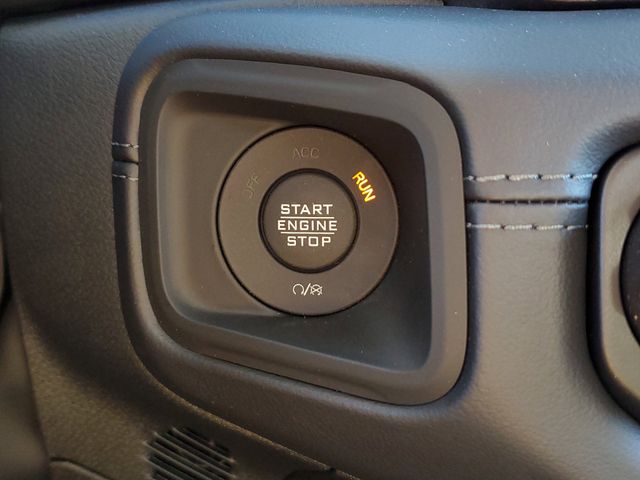 ACC
OFF
RUN
START
ENGINE
STOP